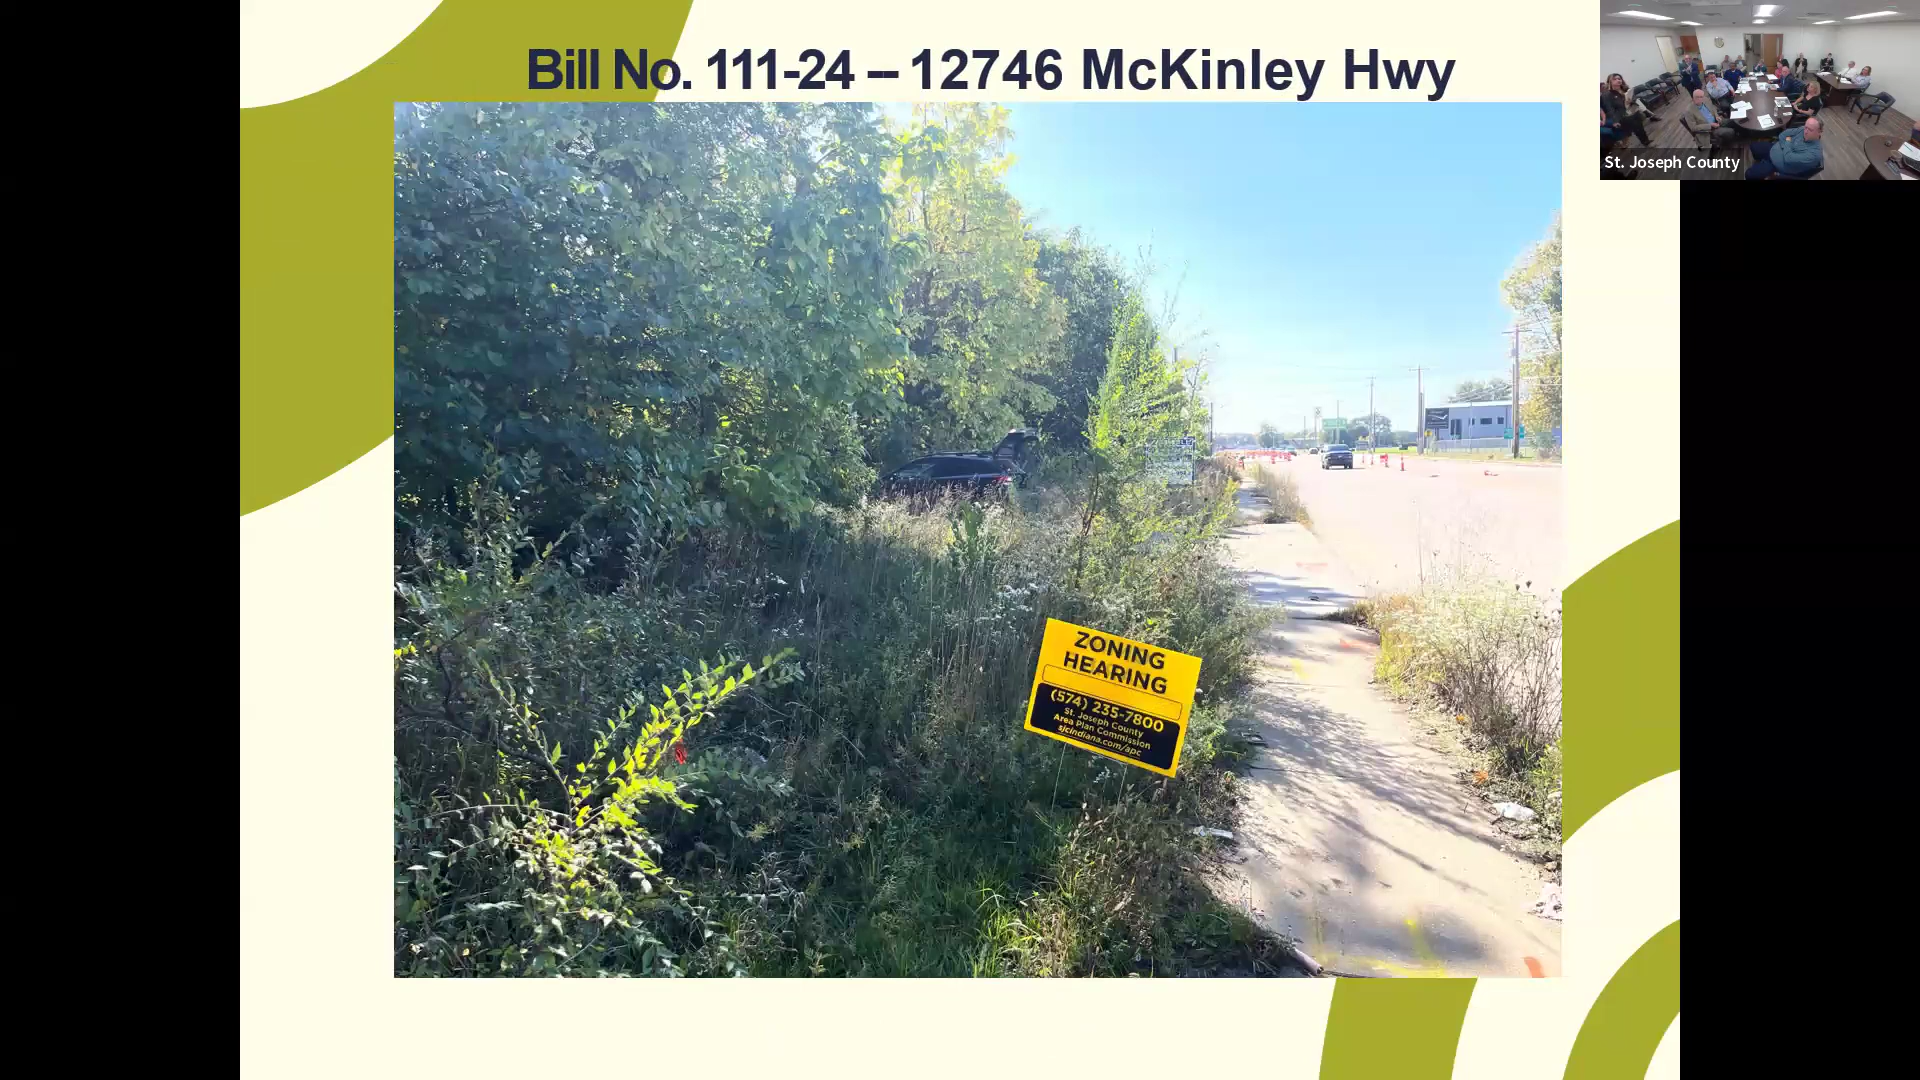 Bill No. 111-24 – 12746 McKinley Hwy
St. Joseph County
ZONING
HEARING
(574) 235-7800
St. Joseph County
Area Plan Commission
sjcindiana.com/apc